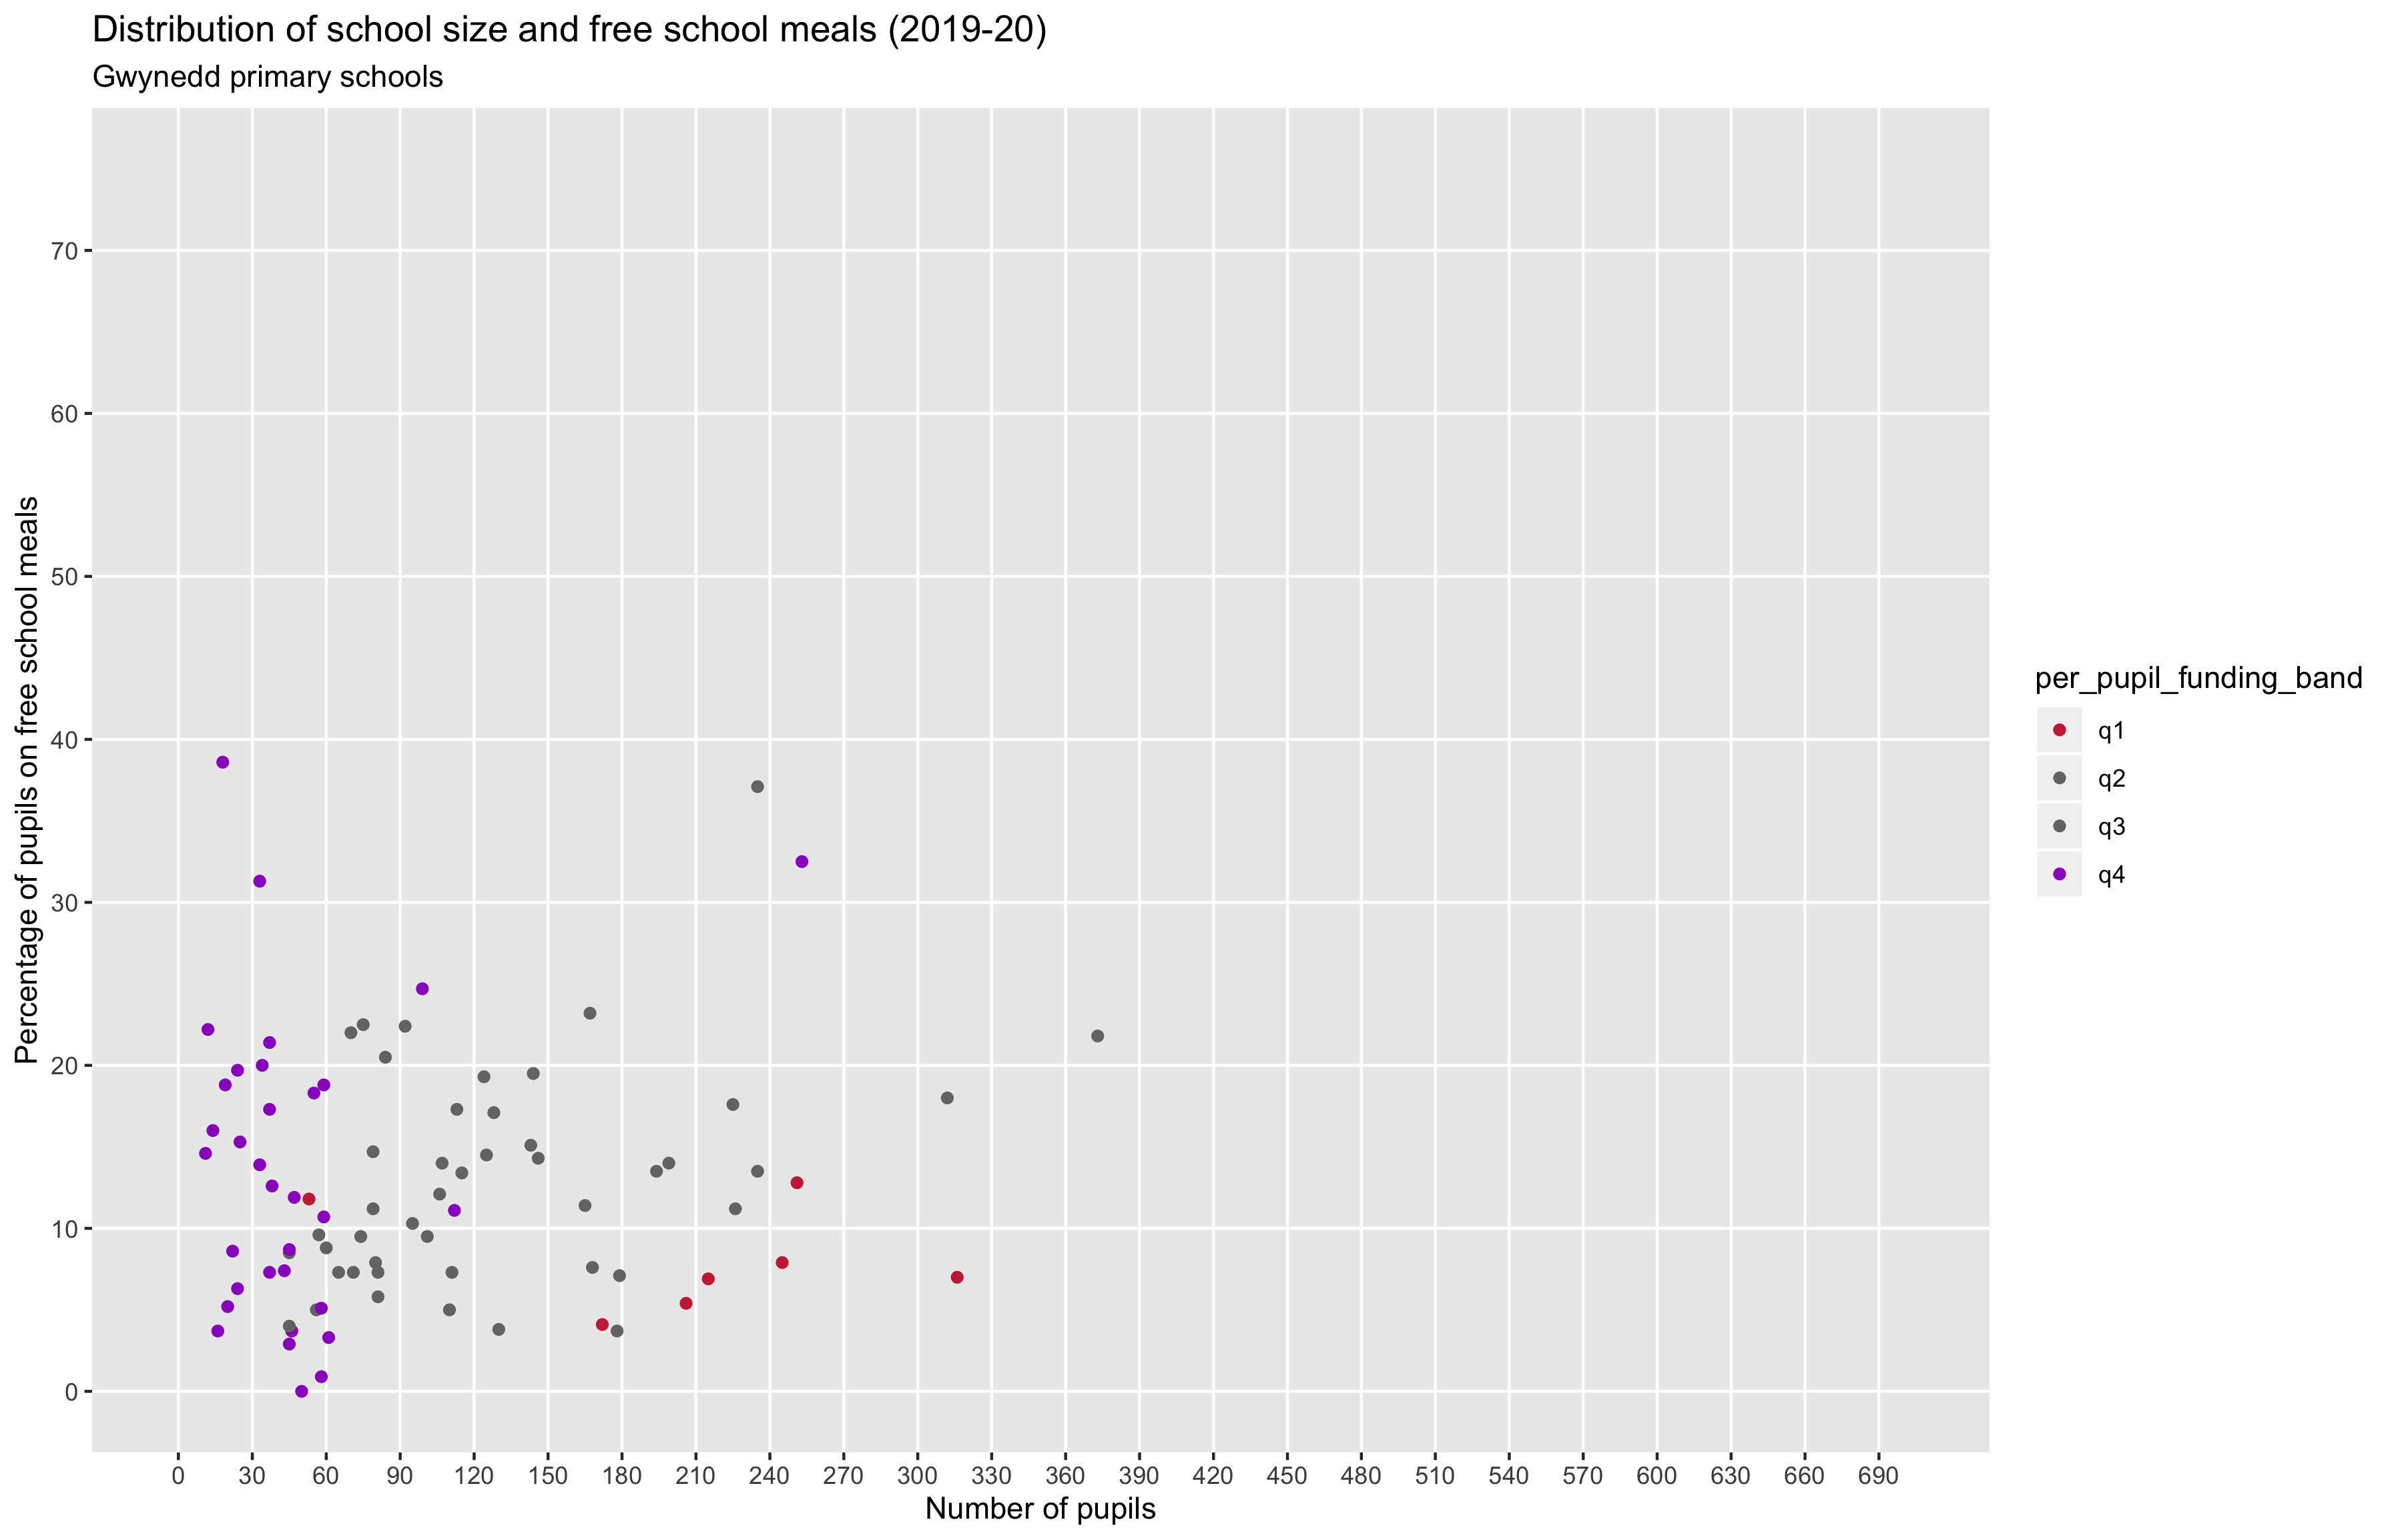 Distribution of school size and free school meals (2019-20)
Gwynedd primary schools
Percentage of pupils on free school meals
70
60
50
40
30
20
10
0
0 30 60 90 120 150 180 210 240 270 300 330 360 390 420 450 480 510 540 570 600 630 660 690
Number of pupils
per_pupil_funding_band
q1
q2
q3
q4